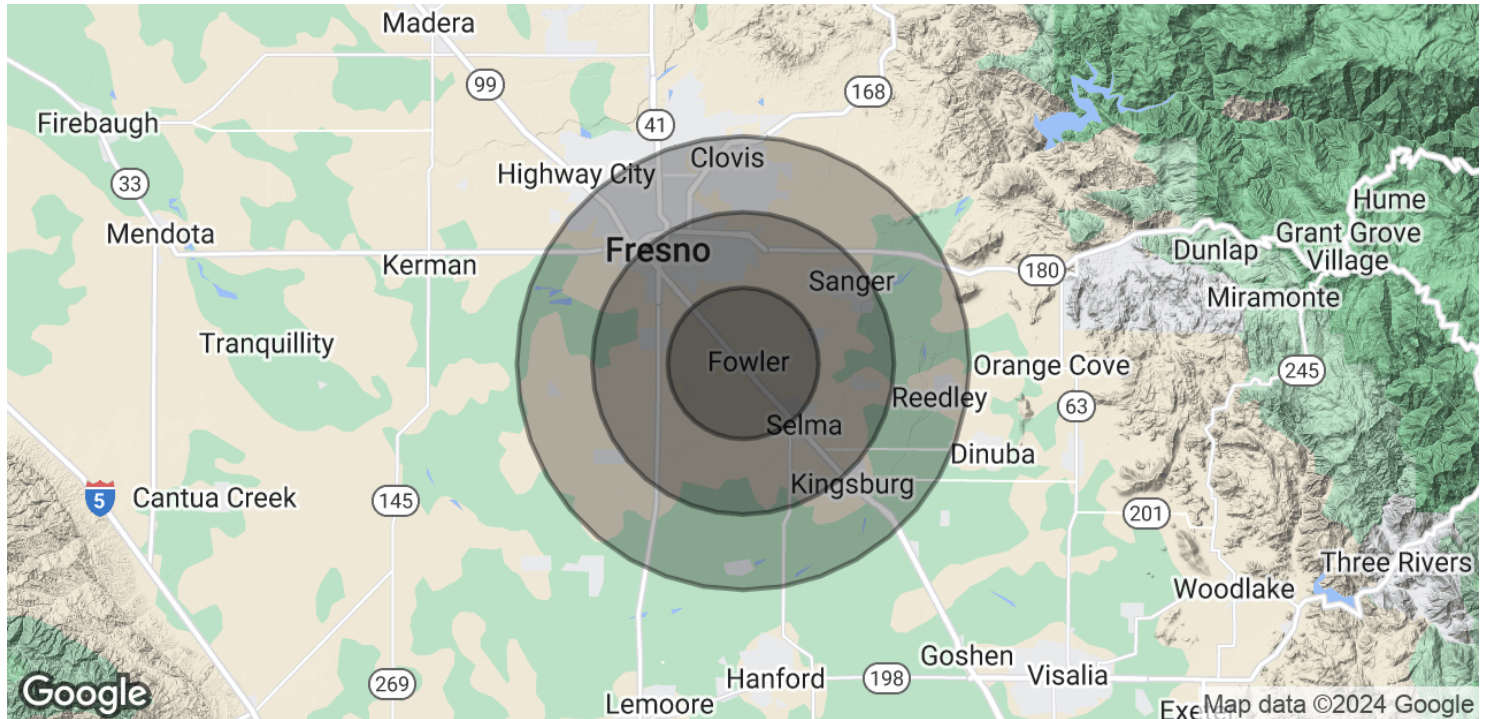 Madera
99
168
Firebaugh
41
Clovis
Highway City
33
Hume
Mendota
Grant Grove
Village
Dunlap
Fresno
Kerman
180
Sanger
Miramonte
Tranquillity
Fowler
Orange Cove
245
Reedley
63
Selma
Dinuba
Kingsburg
5
Cantua Creek
145
201
Three Rivers
Woodlake
Goshen
Hanford
198
Visalia
269
Google
Lemoore
Exe
Map data ©2024 Google